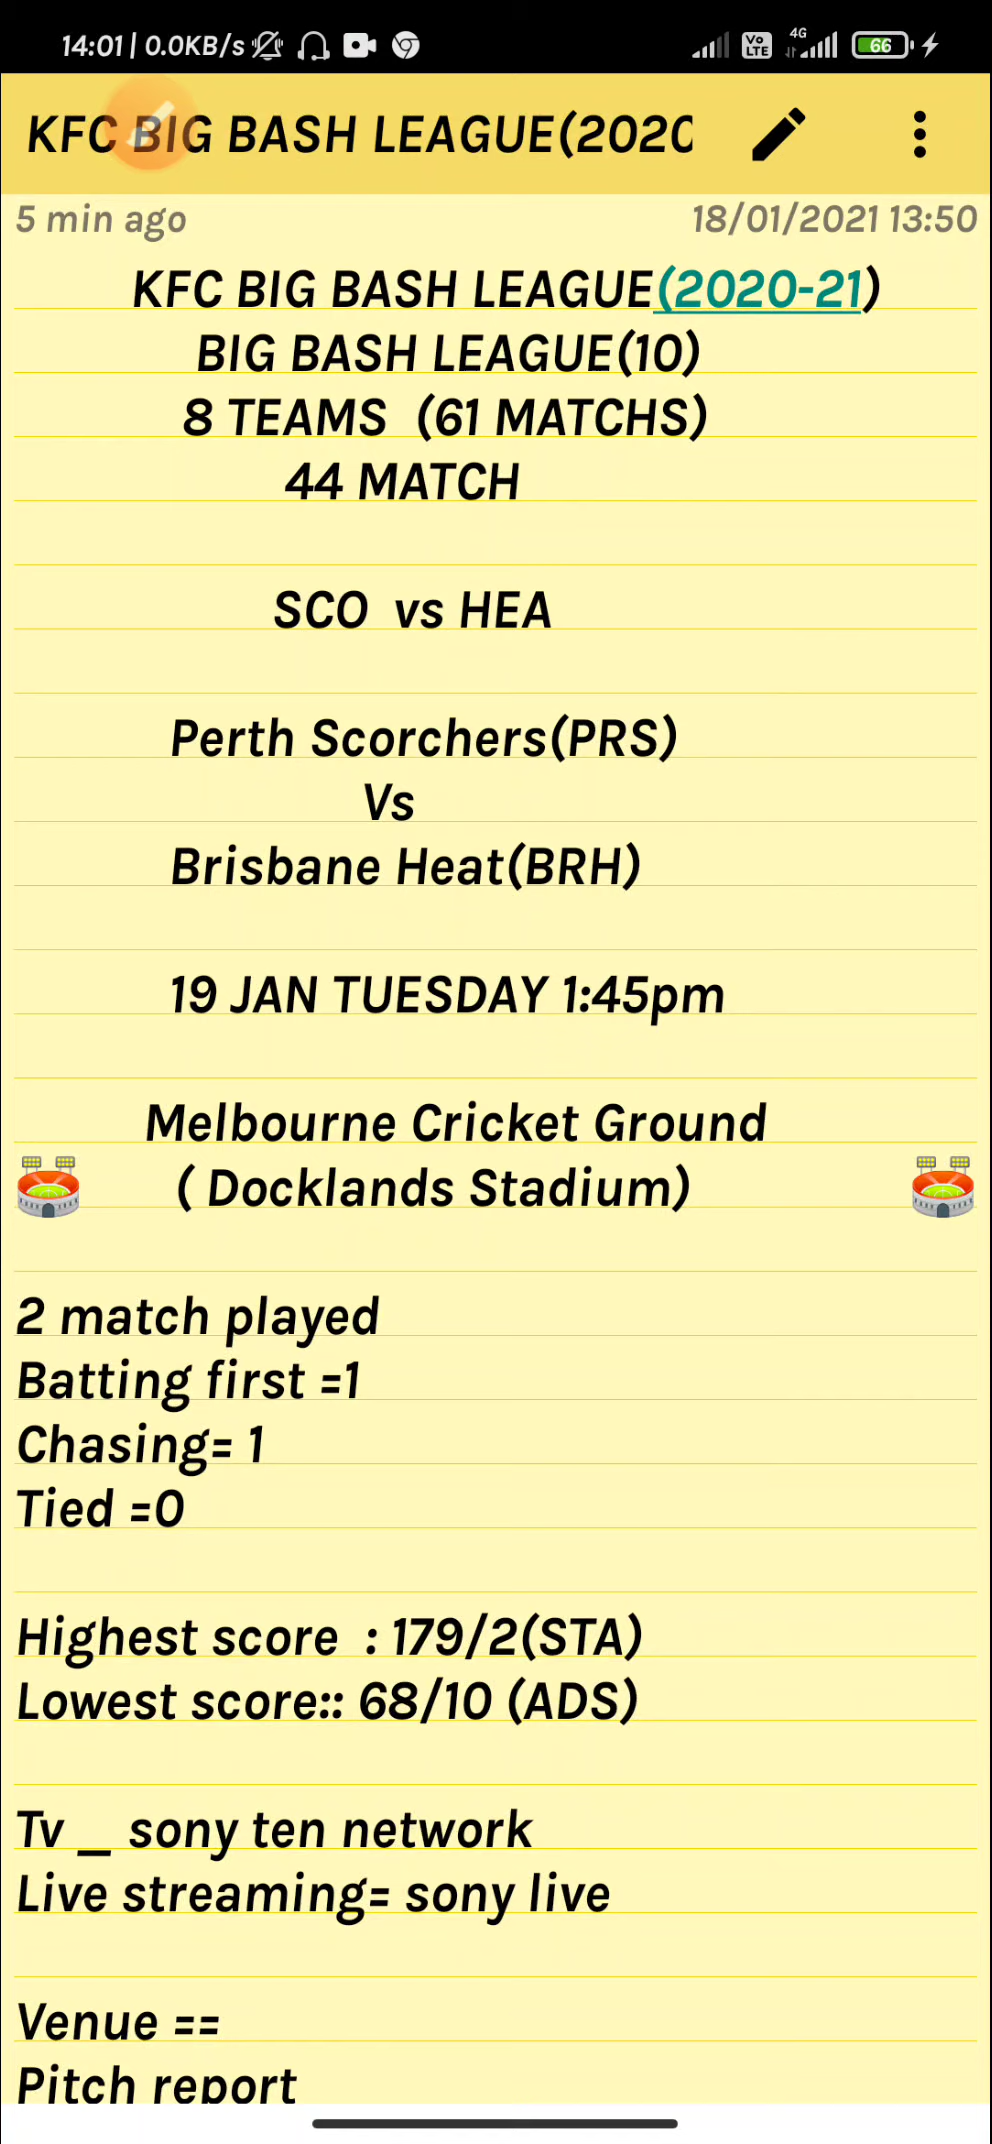 14:01 | 0.0KB/s 4G Vo LTE 66
KFC BIG BASH LEAGUE(2020
5 min ago 18/01/2021 13:50
KFC BIG BASH LEAGUE(2020-21)
BIG BASH LEAGUE(10)
8 TEAMS (61 MATCHS)
44 MATCH
SCO vs HEA
Perth Scorchers(PRS)
Vs
Brisbane Heat(BRH)
19 JAN TUESDAY 1:45pm
Melbourne Cricket Ground
( Docklands Stadium)
2 match played
Batting first =1
Chasing= 1
Tied =0
Highest score : 179/2(STA)
Lowest score:: 68/10 (ADS)
Tv _ sony ten network
Live streaming= sony live
Venue ==
Pitch report